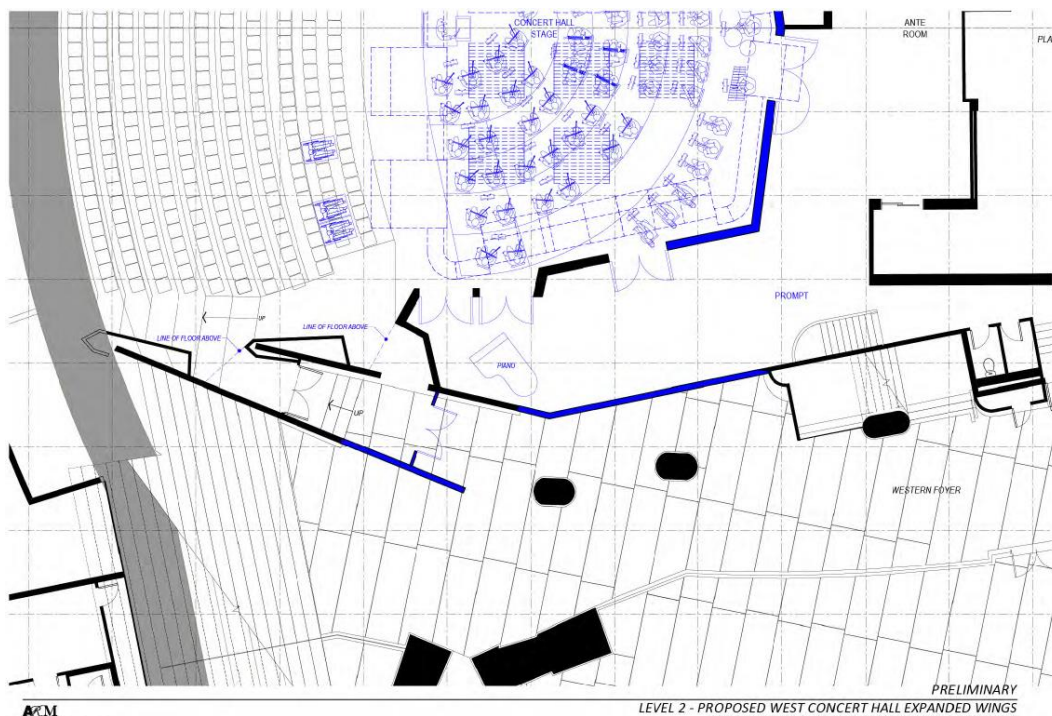 CONCERT HALL
STAGE
ANTE
ROOM
PLA
PROMPT
UP
LINE OF FLOOR ABOVE
LINE OF FLOOR ABOVE
PIANO
UP
WESTERN FOYER
PRELIMINARY
LEVEL 2 - PROPOSED WEST CONCERT HALL EXPANDED WINGS